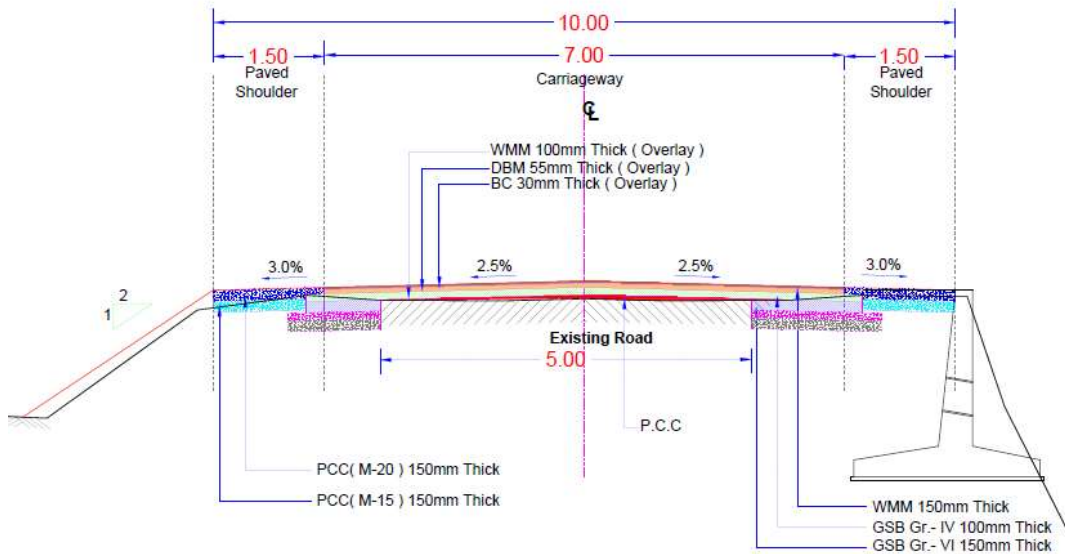 10.00
1.50
7.00
1.50
Paved
Shoulder
Carriageway
Paved
Shoulder
CL
WMM 100mm Thick ( Overlay )
DBM 55mm Thick ( Overlay )
BC 30mm Thick ( Overlay )
3.0%
2.5%
2.5%
3.0%
2
1
Existing Road
5.00
P.C.C
PCC( M-20 ) 150mm Thick
PCC( M-15 ) 150mm Thick
WMM 150mm Thick
GSB Gr.- IV 100mm Thick
GSB Gr.- VI 150mm Thick